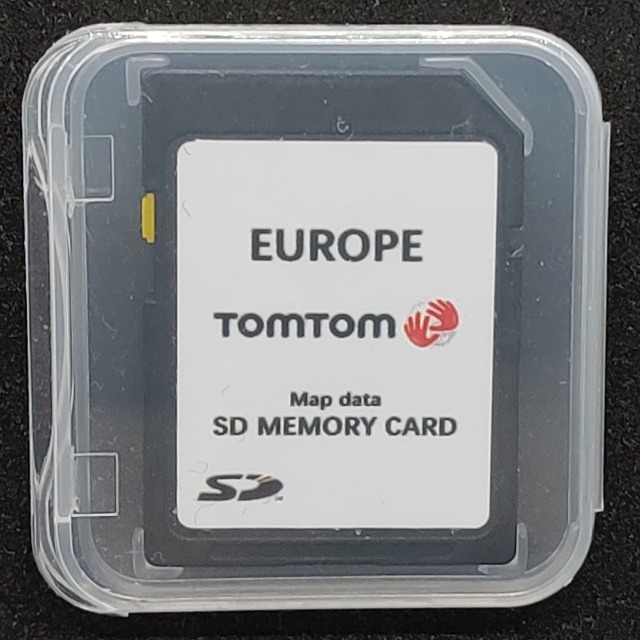 EUROPE
TOMTOM
Map data
SD MEMORY CARD
SD